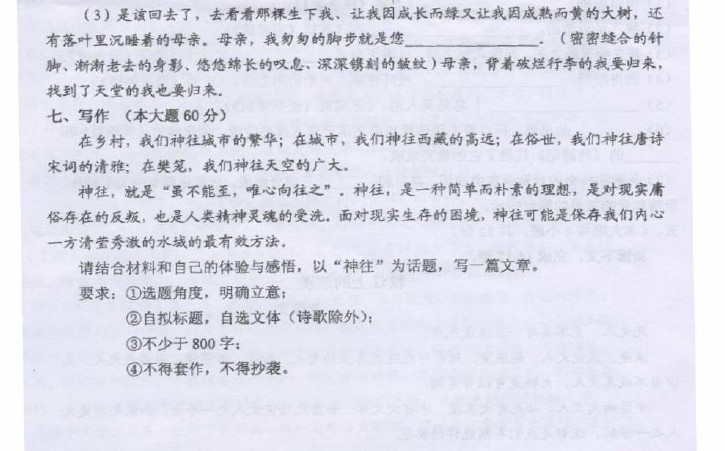 （3）是该回去了，去看看那棵生下我、让我因成长而绿又让我因成熟而黄的大树，还
有落叶里沉睡着的母亲。母亲，我匆匆的脚步就是您____________．（密密缝合的针
脚、渐渐老去的身影、悠悠绵长的叹息、深深镌刻的皱纹）母亲，背着破烂行李的我要归来，
找到了天堂的我也要归来。
七、写作 （本大题 60 分）
在乡村，我们神往城市的繁华；在城市，我们神往西藏的高远；在俗世，我们神往唐诗
宋词的清雅；在樊笼，我们神往天空的广大。
神往，就是“虽不能至，唯心向往之”。神往，是一种简单而朴素的理想，是对现实庸
俗存在的反叛，也是人类精神灵魂的受洗。面对现实生存的困境，神往可能是保存我们内心
一方清莹秀澈的水域的最有效方法。
请结合材料和自己的体验与感悟，以“神往”为话题，写一篇文章。
要求：①选题角度，明确立意；
②自拟标题，自选文体（诗歌除外）；
③不少于 800 字；
④不得套作，不得抄袭。